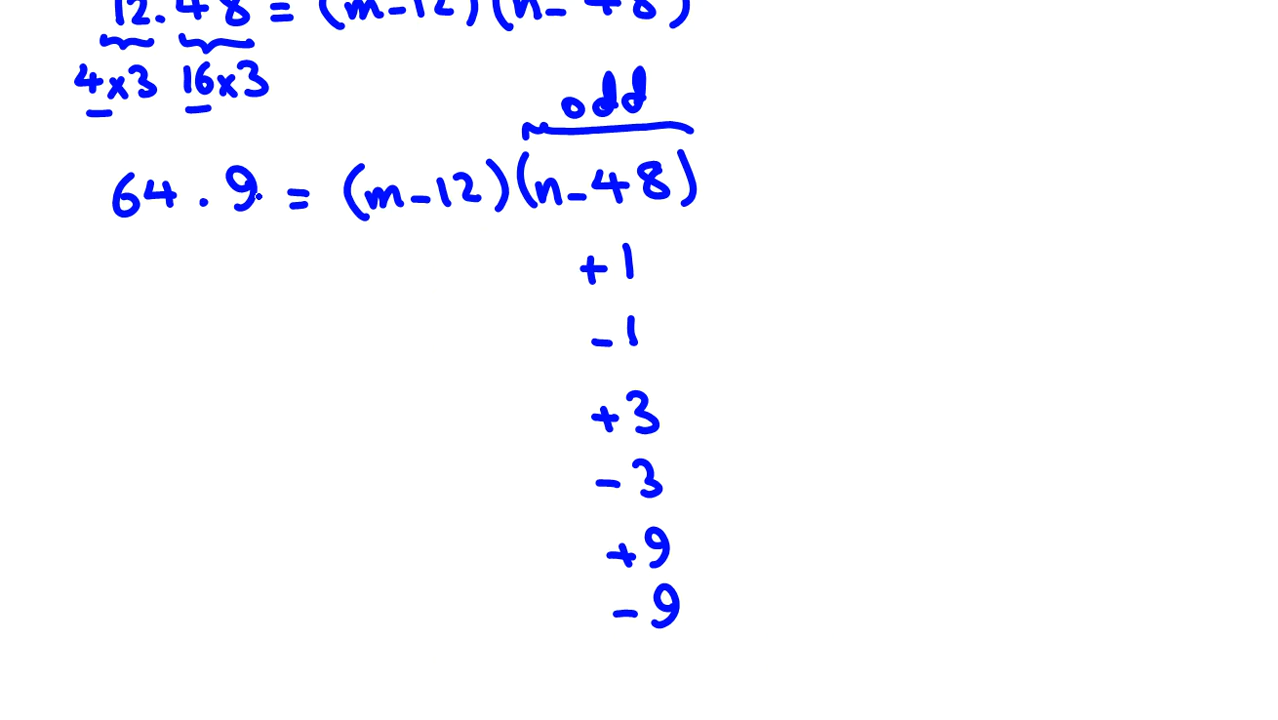 12.48 = (m-12)(n-48)
4x3 16x3
odd
64.9 = (m-12)(n-48)
+1
-1
+3
-3
+9
-9